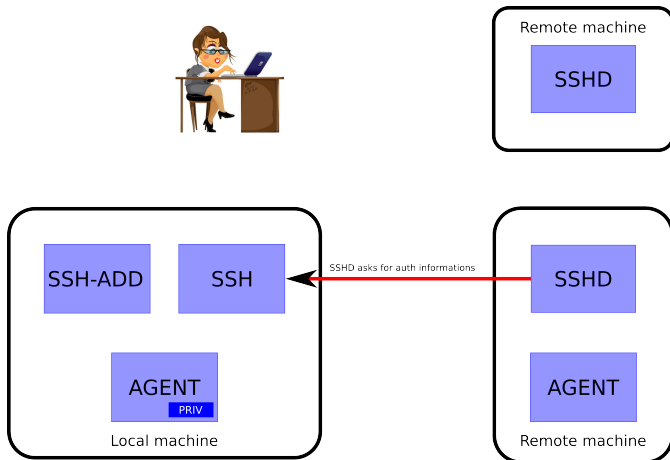 Remote machine
SSHD
SSH-ADD
SSH
SSHD asks for auth informations
SSHD
AGENT
PRIV
AGENT
Local machine
Remote machine